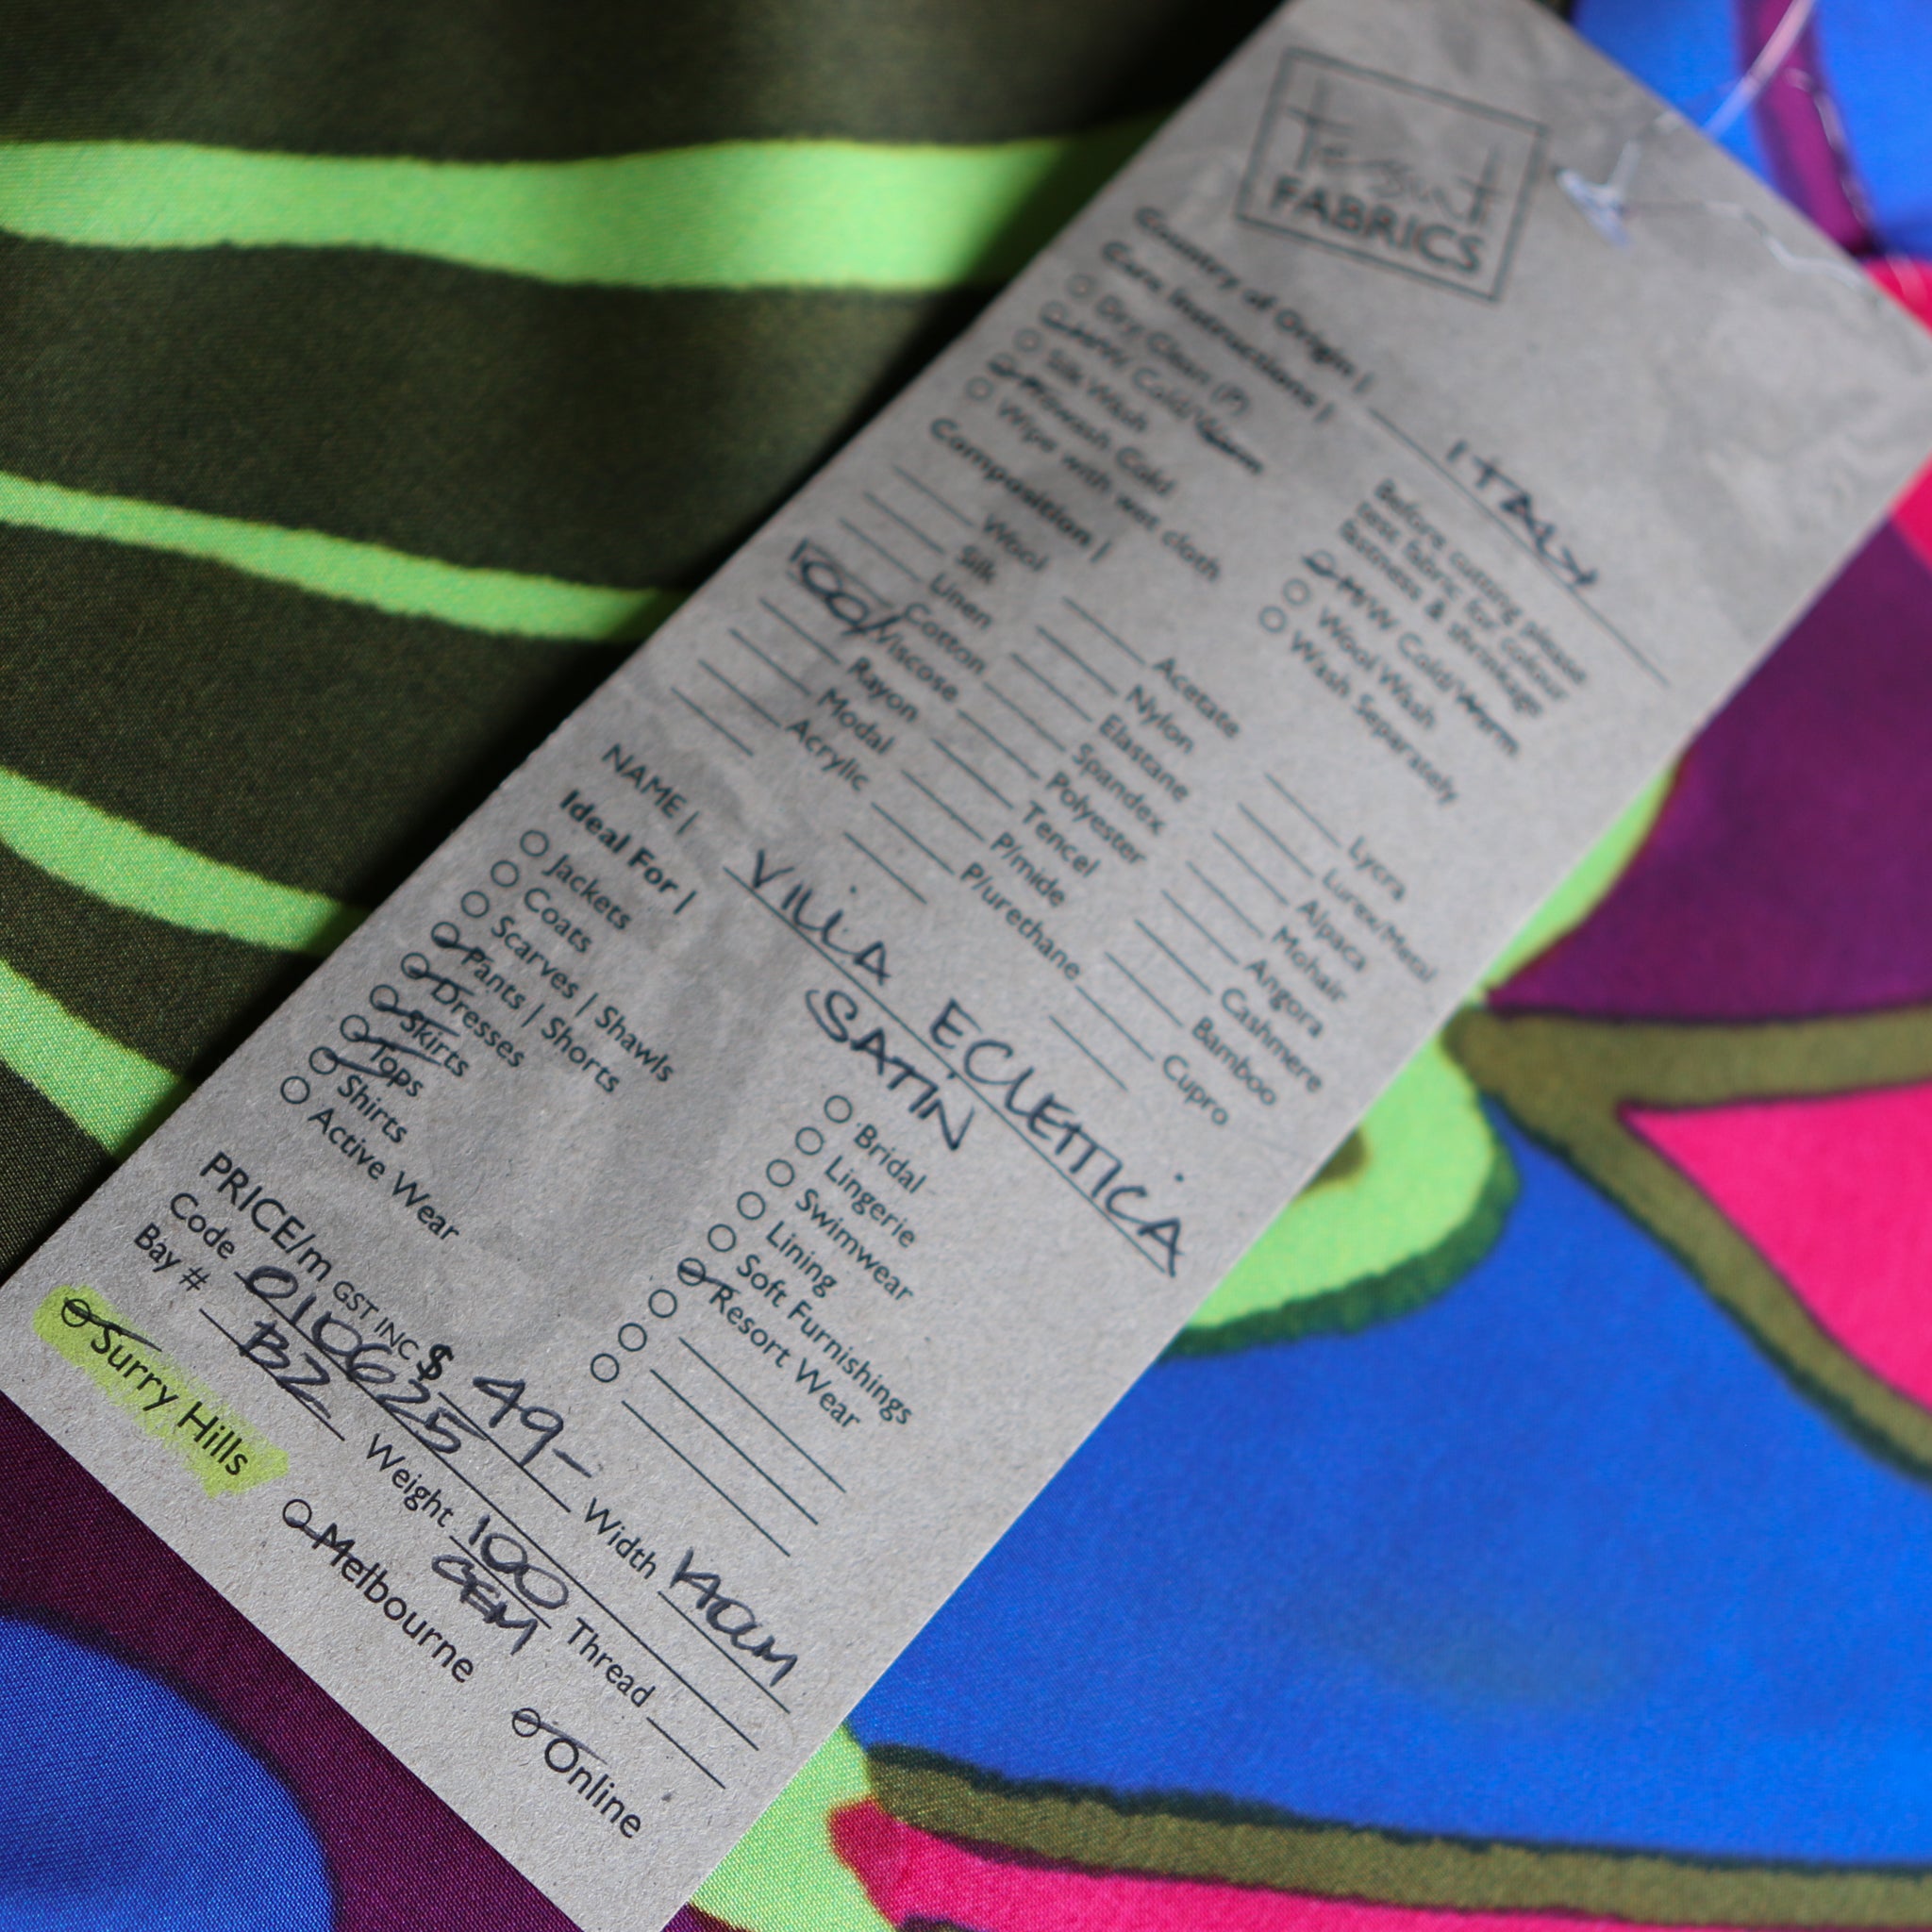 Tessuti
FABRICS
Country of Origin | ITALY
Care Instructions |
Dry Clean (P)
G.H/W Cold/Warm
Silk Wash
Prewash Cold
Wipe with wet cloth
Before cutting please
test fabric for colour
fastness & shrinkage
M/W Cold/Warm
Wool Wash
Wash Separately
Composition |
Wool
Silk
Linen
Cotton
100/ Viscose
Rayon
Modal
Acrylic
Acetate
Nylon
Elastane
Spandex
Polyester
Tencel
P/mide
P/urethane
Lycra
Lurex/Metal
Alpaca
Mohair
Angora
Cashmere
Bamboo
Cupro
NAME | VILLA ECLETTICA
SATIN
Ideal For |
Jackets
Coats
Scarves | Shawls
Pants | Shorts
Dresses
Skirts
Tops
Shirts
Active Wear
Bridal
Lingerie
Swimwear
Lining
Soft Furnishings
Resort Wear
PRICE/m GST INC $ 49- Width 140CM
Code 010625 Weight 100 Thread
GSM
Bay # B2
Surry Hills Melbourne Online